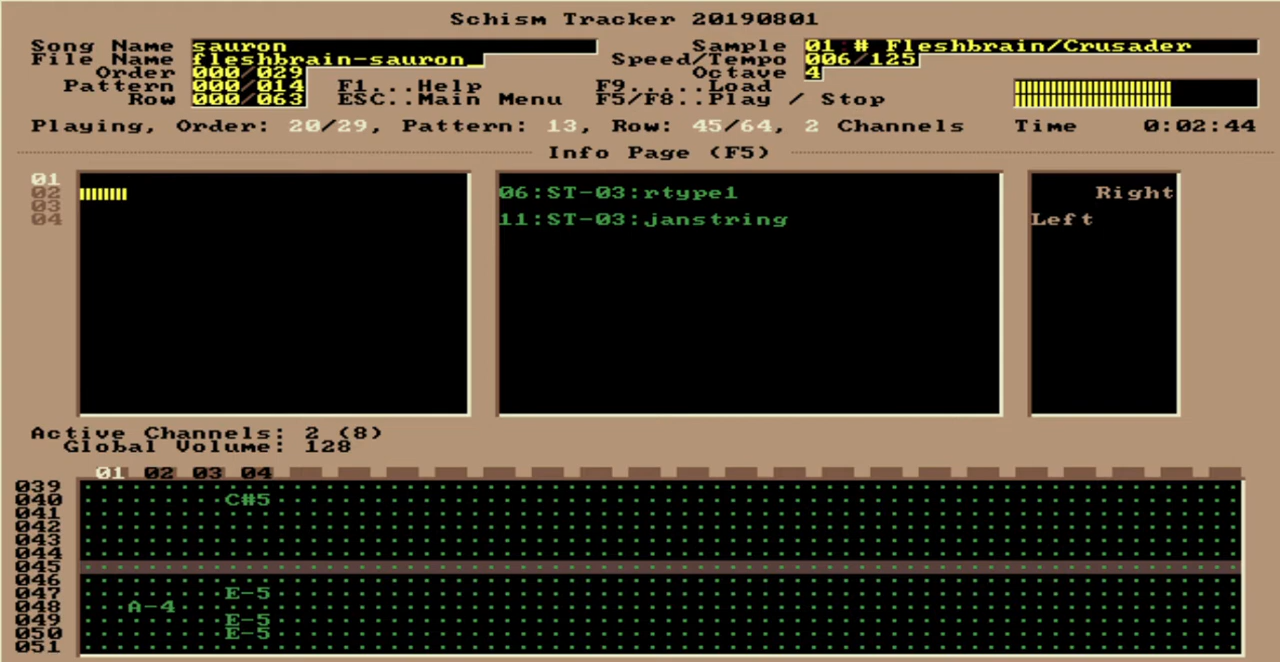 Schism Tracker 20190801
Song Name sauron Sample 01 # Fleshbrain/Crusader
File Name fleshbrain-sauron_ Speed/Tempo 006/125
Order 000/029 Octave 4
Pattern 000/014 F1...Help F9.....Load
Row 000/063 ESC..Main Menu F5/F8..Play / Stop
Playing, Order: 20/29, Pattern: 13, Row: 45/64, 2 Channels Time 0:02:44
Info Page (F5)
01
02 06:ST-03:rtype1 Right
03
04 11:ST-03:janstring Left
Active Channels: 2 (8)
Global Volume: 128
01 02 03 04
039
040 C#5
041
042
043
044
045
046
047 E-5
048 A-4
049 E-5
050 E-5
051